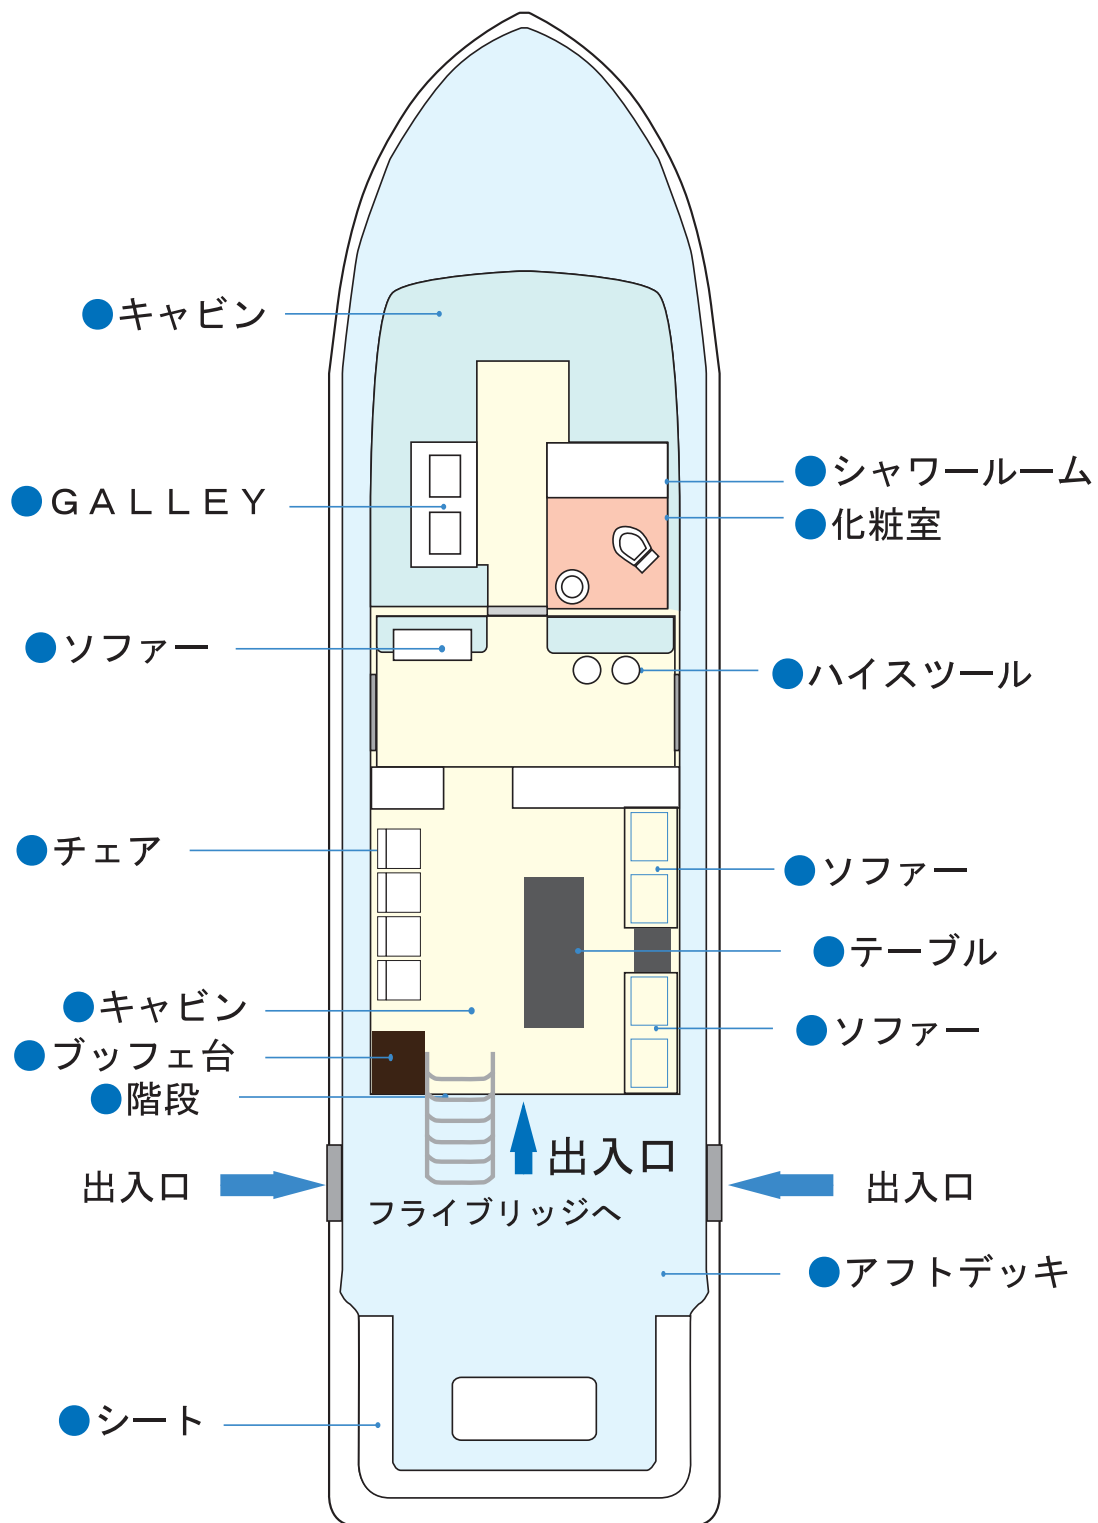 ●キャビン
●シャワールーム
●GALLEY
●化粧室
●ソファー
●ハイスツール
●チェア
●ソファー
●テーブル
●キャビン
●ソファー
●ブッフェ台
●階段
出入口
出入口
出入口
フライブリッジへ
●アフトデッキ
●シート